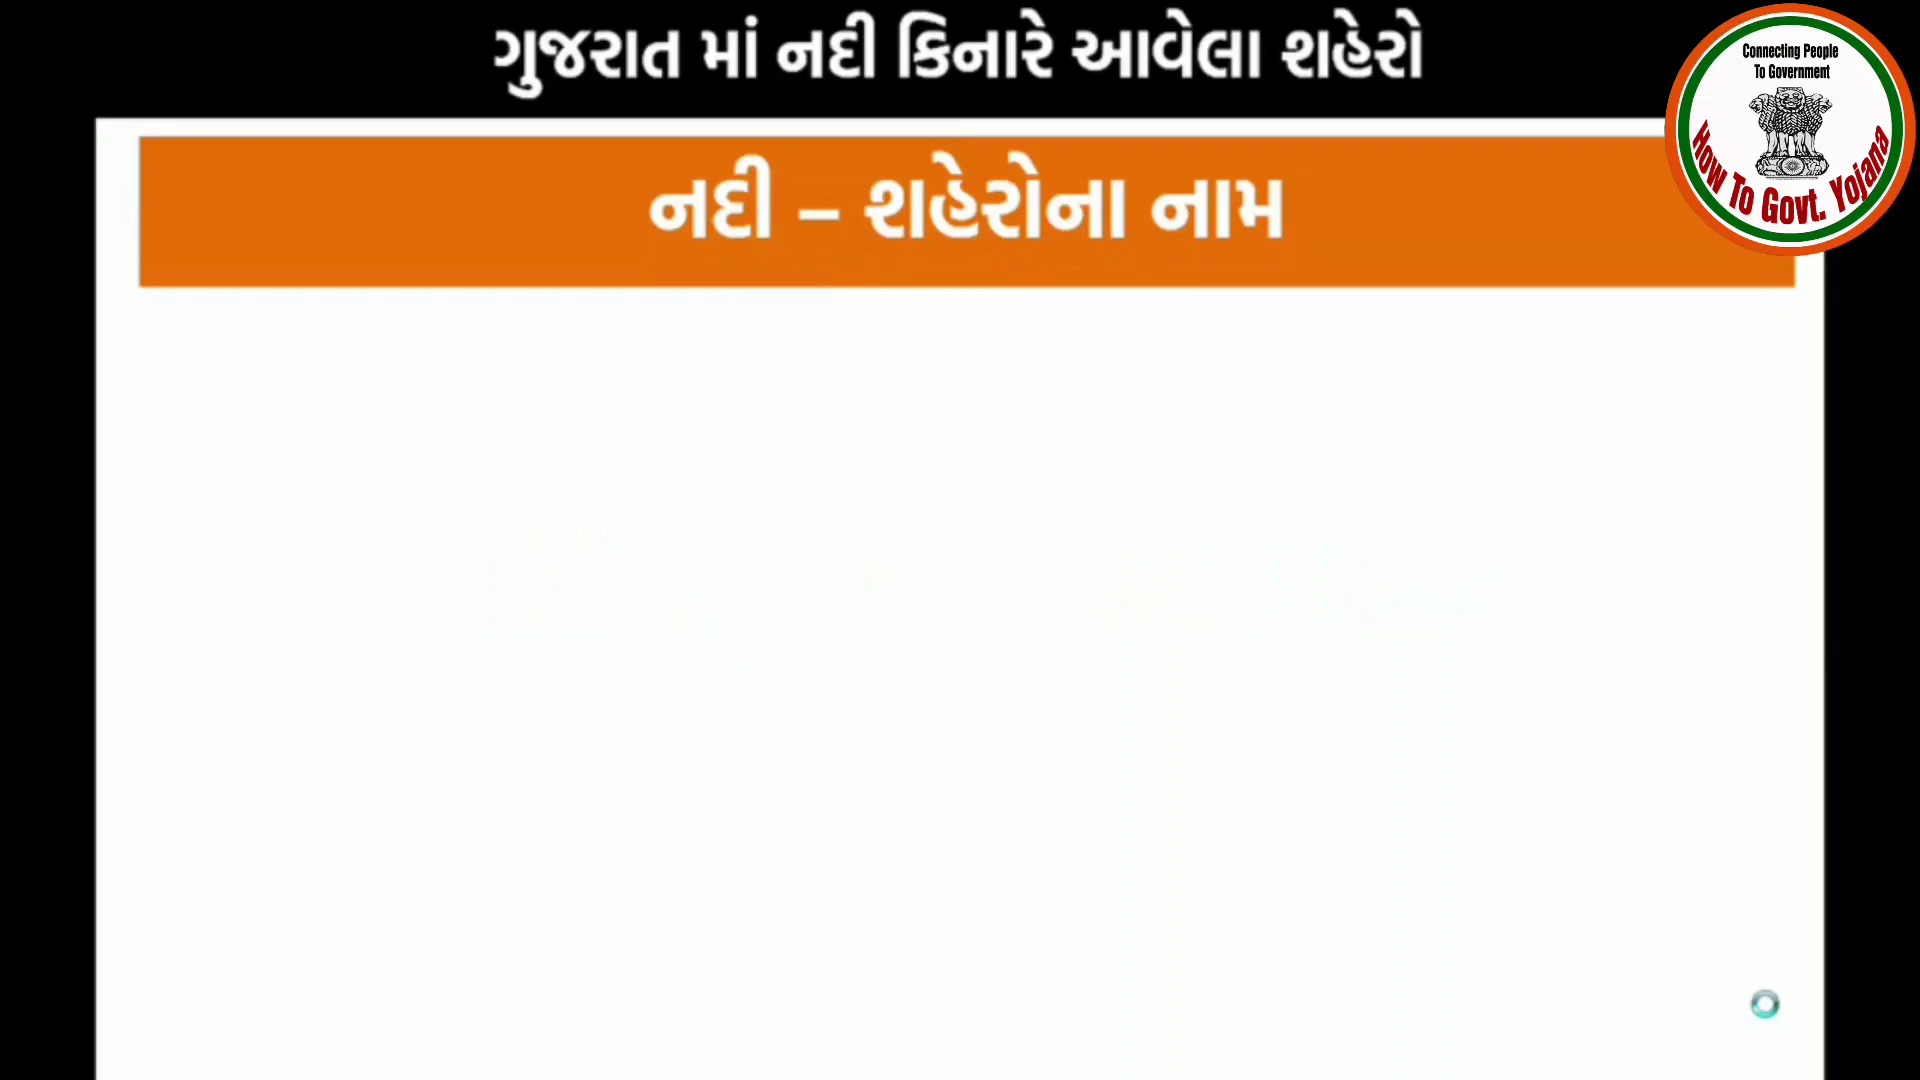 ગુજરાત માં નદી કિનારે આવેલા શહેરો
નદી – શહેરોના નામ
Connecting People
To Government
How To Govt. Yojana